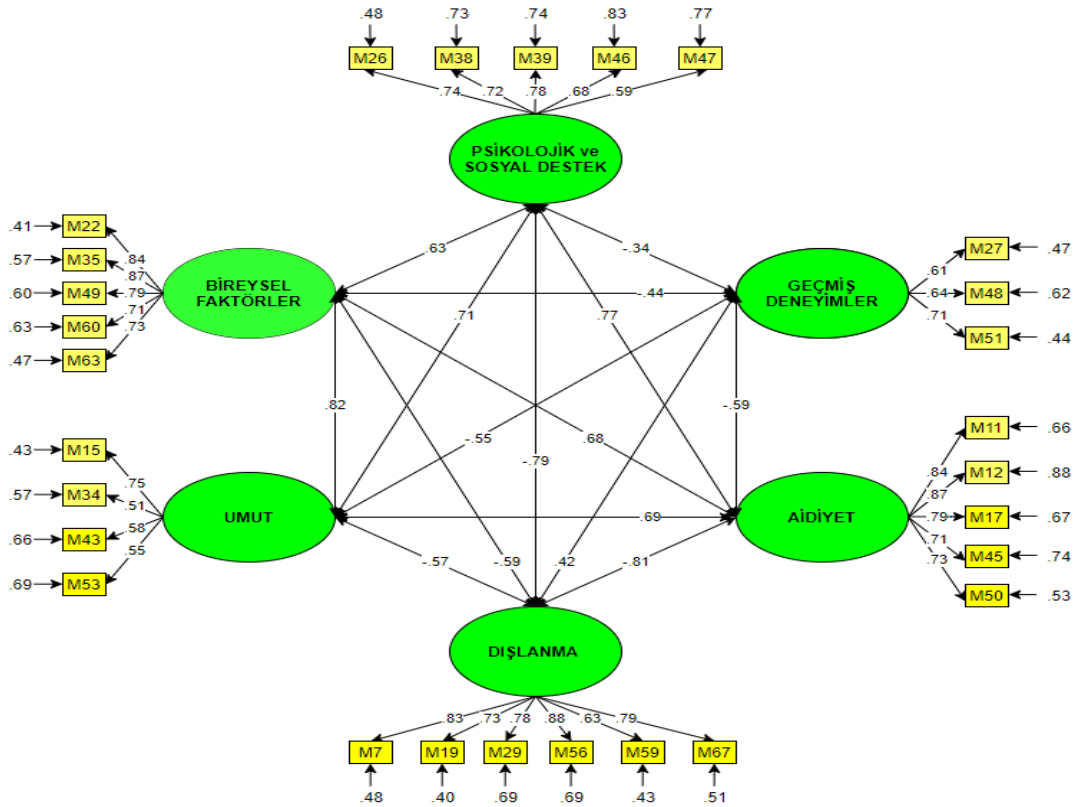 .48 .73 .74 .83 .77
M26 M38 M39 M46 M47
.74 .72 .78 .68 .59
PSİKOLOJİK ve
SOSYAL DESTEK
.41 M22 .84
.57 M35 .87
.60 M49 .79
.63 M60 .71
.47 M63 .73
BİREYSEL
FAKTÖRLER
.63 -.34
GEÇMİŞ
DENEYİMLER
.61 M27 .47
.64 M48 .62
.71 M51 .44
-.44
.71 .77
.82 -.59
-.55 .68
-.79
.43 M15 .75
.57 M34 .51
.66 M43 .58
.69 M53 .55
UMUT
.69
AİDİYET
.84 M11 .66
.87 M12 .88
.79 M17 .67
.71 M45 .74
.73 M50 .53
-.57 -.59 .42 -.81
DIŞLANMA
.83 .73 .78 .88 .63 .79
M7 M19 M29 M56 M59 M67
.48 .40 .69 .69 .43 .51